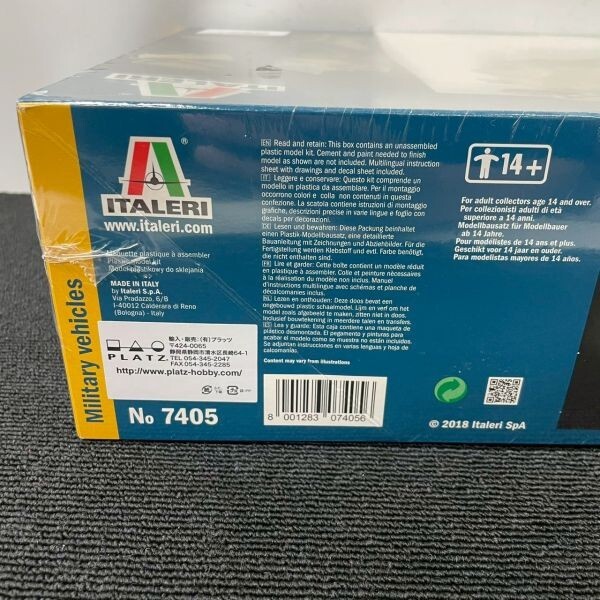 ITALERI
Military vehicles
®
ITALERI
www.italeri.com
Maquette plastique à assembler
Plastic model kit
Model plastikowy do sklejania
MADE IN ITALY
by Italeri S.p.A.
Via Pradazzo, 6/B
I-40012 Calderara di Reno
(Bologna) - Italy
PLATZ
輸入・販売:(有)プラッツ
〒424-0065
静岡県静岡市清水区長崎64-1
TEL 054-345-2047
FAX 054-345-2285
http://www.platz-hobby.com/
No 7405
EN Read and retain: This box contains an unassembled
plastic model kit. Cement and paint needed to finish
model as shown are not included. Multilingual instruction
sheet with drawings and decal sheet included.
IT Leggere e conservare: Questo kit comprende un
modello in plastica da assemblare. Per il montaggio
occorrono colori e colla non contenuti in questa
confezione. La scatola contiene istruzioni di montaggio
grafiche, descrizioni precise in varie lingue e foglio con
decals per decorazioni.
DE Lesen und bewahren: Diese Packung beinhaltet
einen Plastik-Modellbausatz, eine detailierte
Bauanleitung mit Zeichnungen und Abziehbilder. Für die
Fertigstellung werden Klebstoff und evtl. Farbe benötigt,
die nicht enthalten sind.
FR Lire et garder: Cette boîte contient un modéle réduit
en plastique à assembler. Colle et peinture nécessaires à
la réalisation du modèle non inclus. Manuel
d'instructions multilingue avec schémas et planche de
décalcomanies inclus.
NL Lezen en onthouden: Deze doos bevat een
ongebouwd plastic schaalmodel. Lijm en verf om het
model zoals afgebeeld te maken, zitten niet in deze doos.
Inclusief bouwtekening in meerdere talen en transfers.
ES Lea y guarde: Esta caja contiene una maqueta de
plástico desmontada. El pegamento y pinturas para
acabar el modelo como se muestra no están incluidos.
Se adjuntan instrucciones en varias lenguas y hoja de
calcomanías.
Content may vary from illustrations
8 001283 074056
14+
For adult collectors age 14 and over.
Per collezionisti adulti di età
superiore a 14 anni.
Modellbausätz für Modellbauer
ab 14 Jahre.
Pour modélistes de 14 ans et plus.
Geschikt voor 14 jaar en ouder.
Para modelistas mayores de 14 años.
© 2018 Italeri SpA